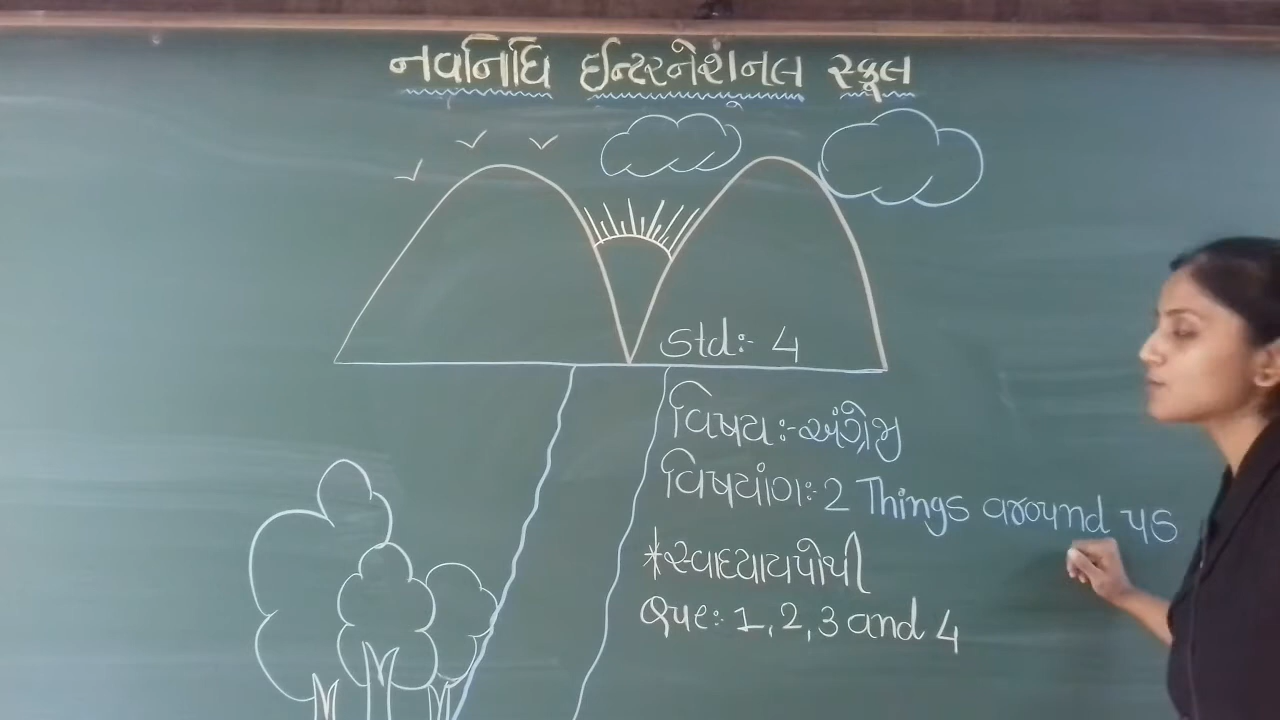 નવનિધિ ઈન્ટરનેશનલ સ્કૂલ
Std:- 4
વિષય:-અંગ્રેજી
વિષયાંગ:-2 Things around us
*સ્વાધ્યાયપોથી
Que:- 1, 2, 3 and 4